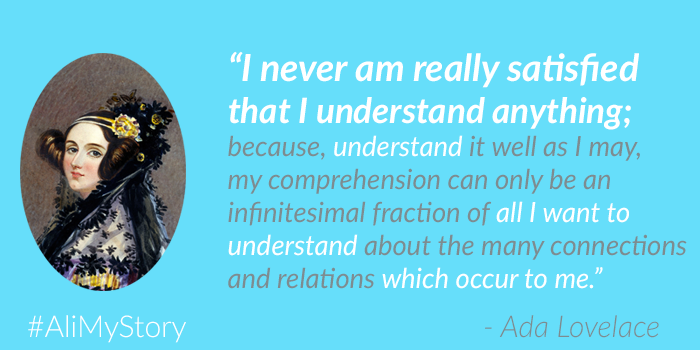 “I never am really satisfied
that I understand anything;
because, understand it well as I may,
my comprehension can only be an
infinitesimal fraction of all I want to
understand about the many connections
and relations which occur to me.”
#AliMyStory
- Ada Lovelace